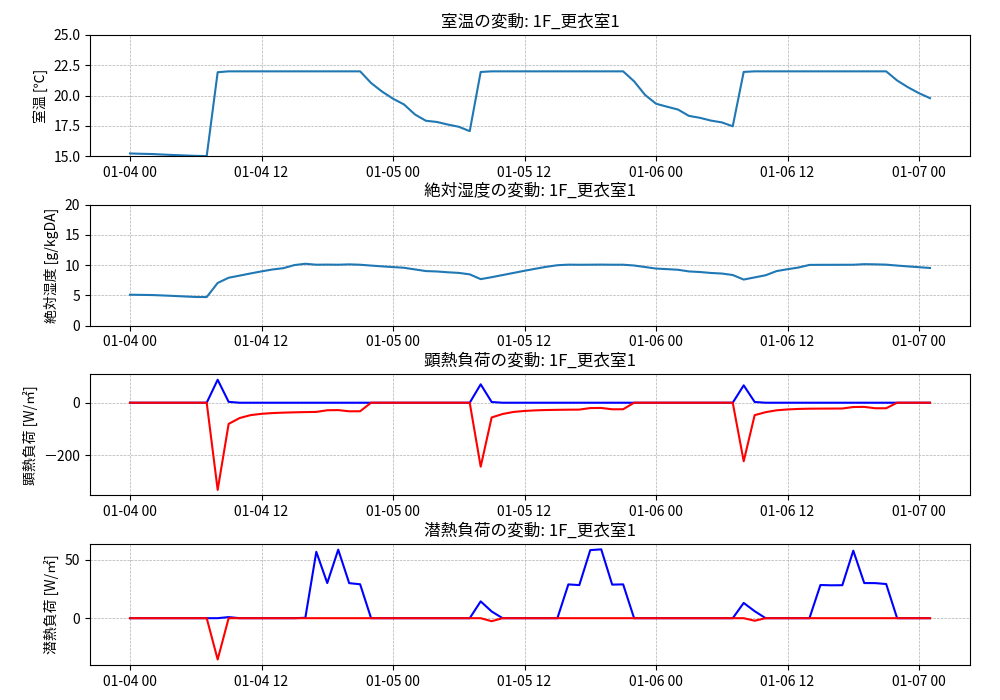 室温の変動: 1F_更衣室1
室温 [℃]
25.0
22.5
20.0
17.5
15.0
01-04 00 01-04 12 01-05 00 01-05 12 01-06 00 01-06 12 01-07 00
絶対湿度の変動: 1F_更衣室1
絶対湿度 [g/kgDA]
20
15
10
5
0
01-04 00 01-04 12 01-05 00 01-05 12 01-06 00 01-06 12 01-07 00
顕熱負荷の変動: 1F_更衣室1
顕熱負荷 [W/㎡]
0
−200
01-04 00 01-04 12 01-05 00 01-05 12 01-06 00 01-06 12 01-07 00
潜熱負荷の変動: 1F_更衣室1
潜熱負荷 [W/㎡]
50
0
01-04 00 01-04 12 01-05 00 01-05 12 01-06 00 01-06 12 01-07 00